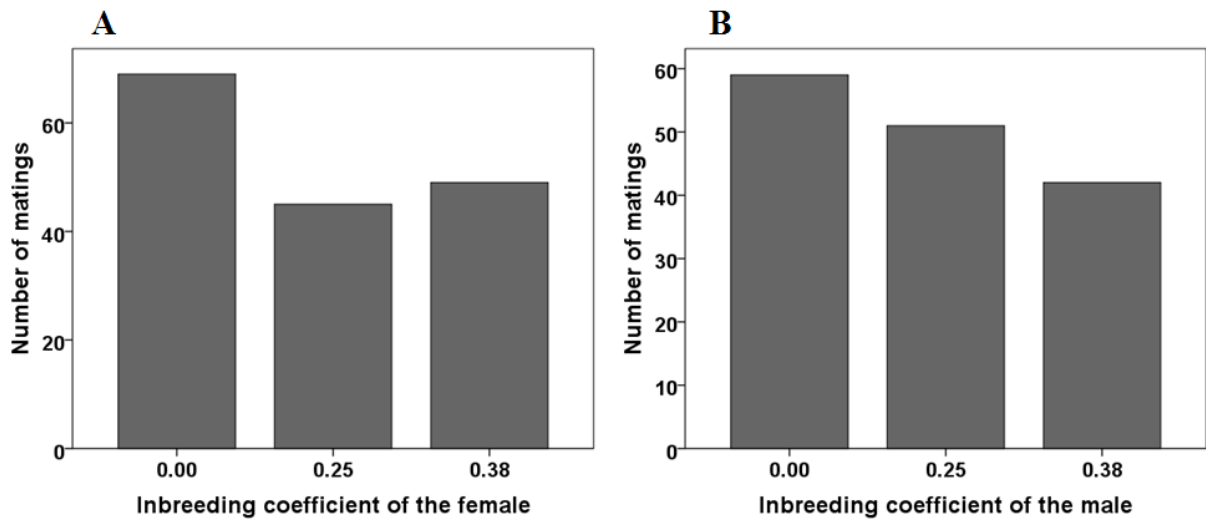 A
Number of matings
60
40
20
0
0.00 0.25 0.38
Inbreeding coefficient of the female
B
Number of matings
60
50
40
30
20
10
0
0.00 0.25 0.38
Inbreeding coefficient of the male